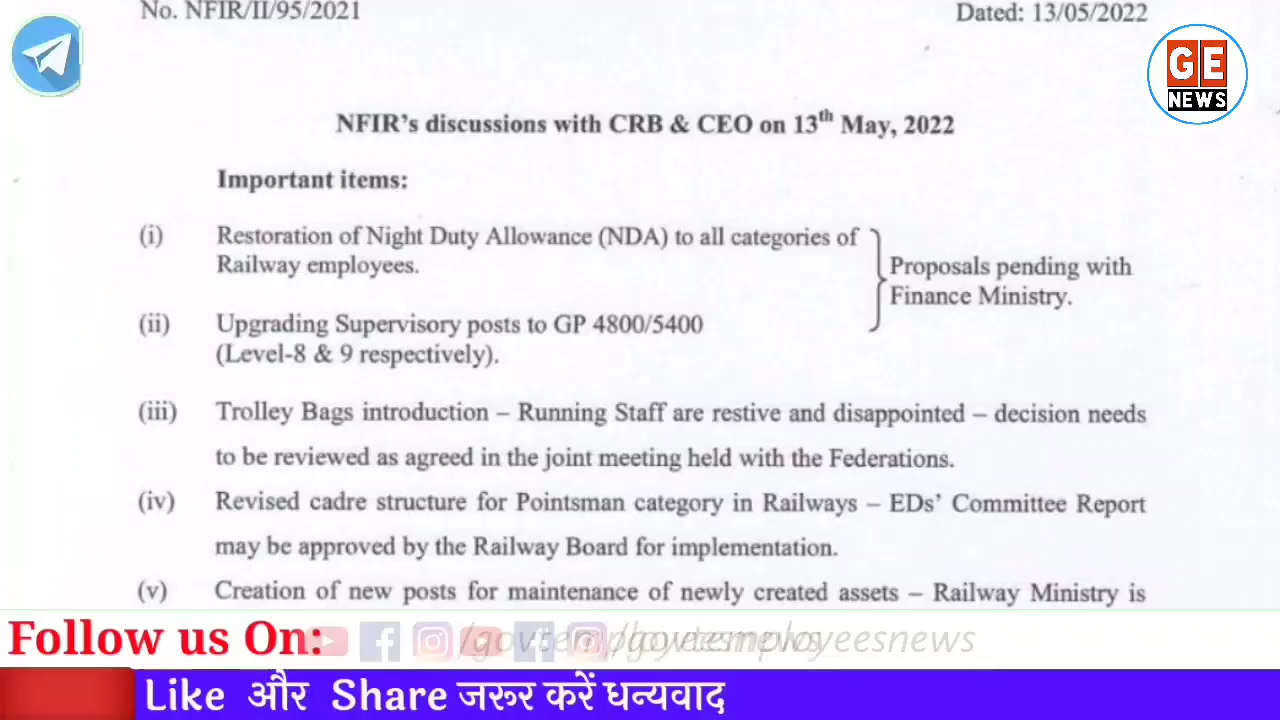 No. NFIR/II/95/2021
Dated: 13/05/2022
GE
NEWS
NFIR's discussions with CRB & CEO on 13th May, 2022
Important items:
(i) Restoration of Night Duty Allowance (NDA) to all categories of
Railway employees.
Proposals pending with
Finance Ministry.
(ii) Upgrading Supervisory posts to GP 4800/5400
(Level-8 & 9 respectively).
(iii) Trolley Bags introduction – Running Staff are restive and disappointed – decision needs
to be reviewed as agreed in the joint meeting held with the Federations.
(iv) Revised cadre structure for Pointsman category in Railways – EDs' Committee Report
may be approved by the Railway Board for implementation.
(v) Creation of new posts for maintenance of newly created assets – Railway Ministry is
Follow us On: /govtemployeesnews
Like और Share जरूर करें धन्यवाद